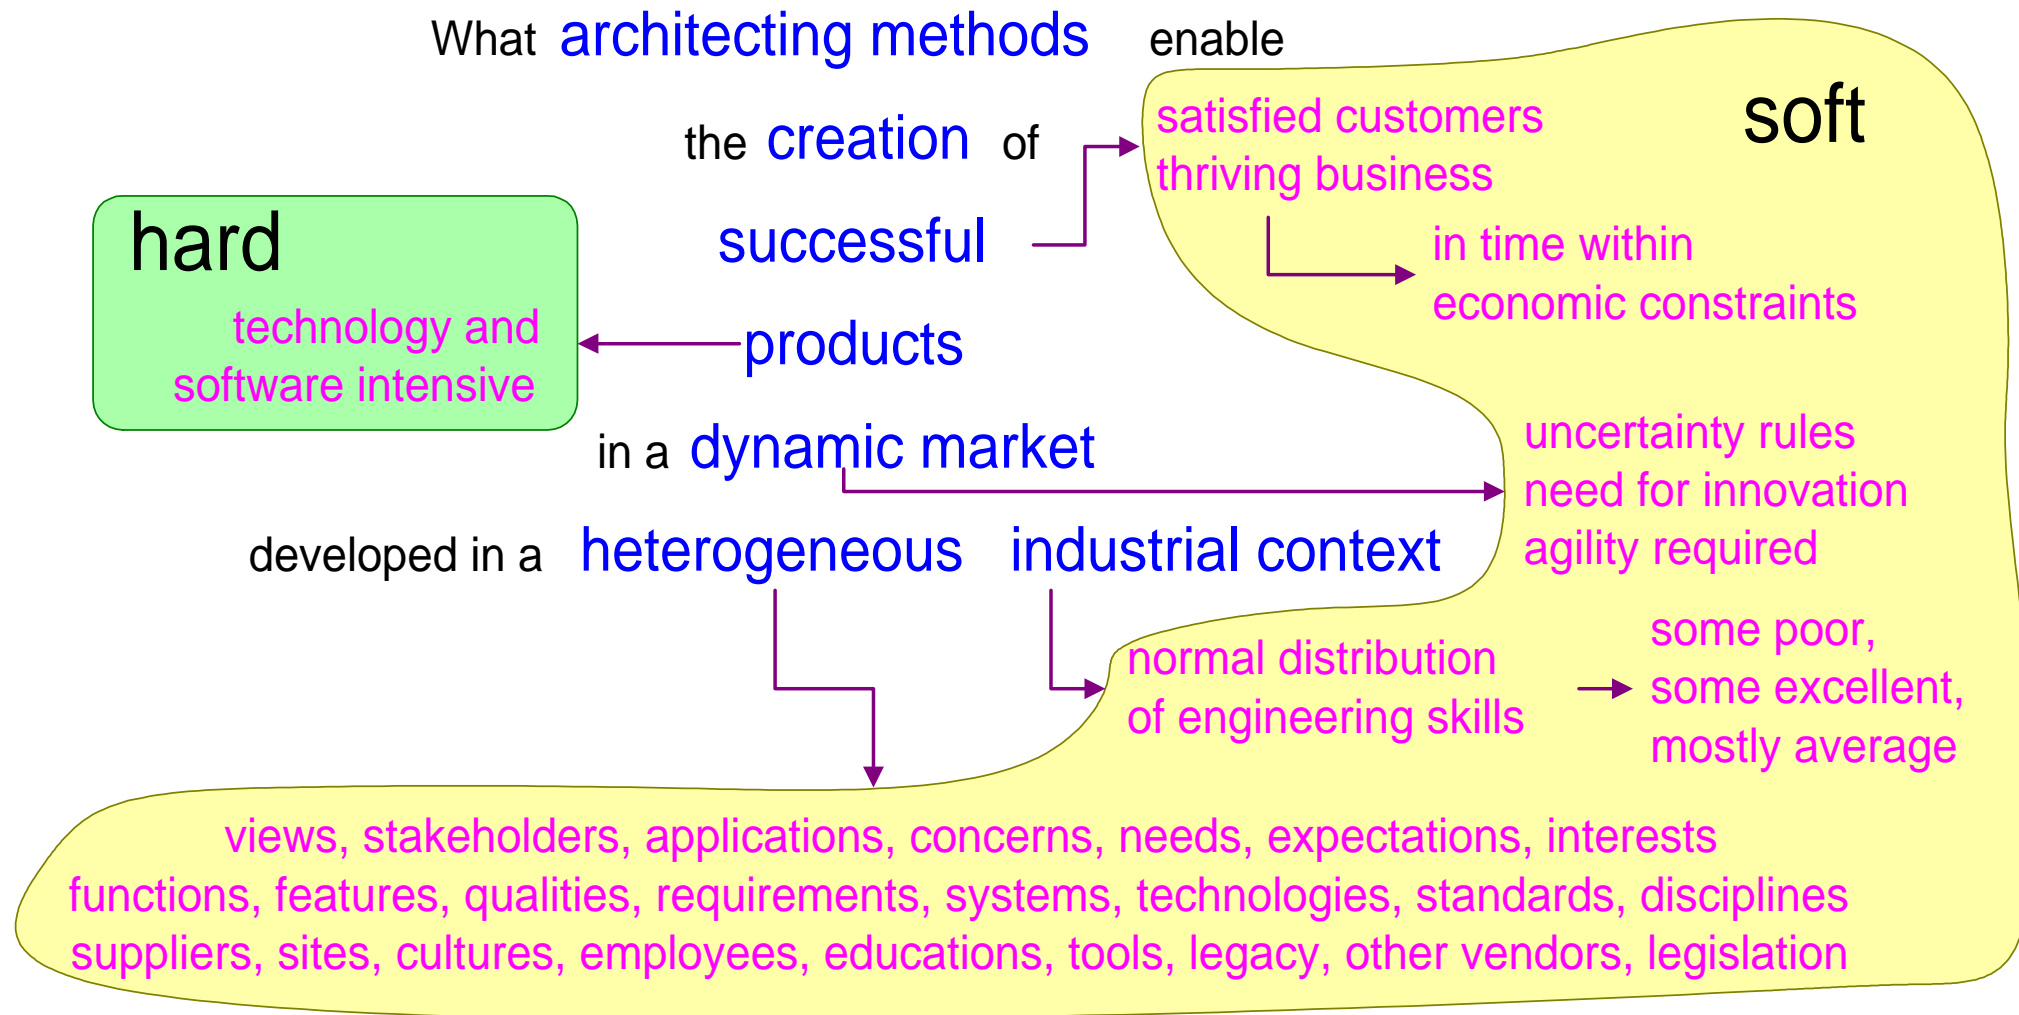 What architecting methods enable
the creation of
successful
products
in a dynamic market
developed in a heterogeneous industrial context
hard
technology and
software intensive
soft
satisfied customers
thriving business
in time within
economic constraints
uncertainty rules
need for innovation
agility required
normal distribution
of engineering skills
some poor,
some excellent,
mostly average
views, stakeholders, applications, concerns, needs, expectations, interests
functions, features, qualities, requirements, systems, technologies, standards, disciplines
suppliers, sites, cultures, employees, educations, tools, legacy, other vendors, legislation